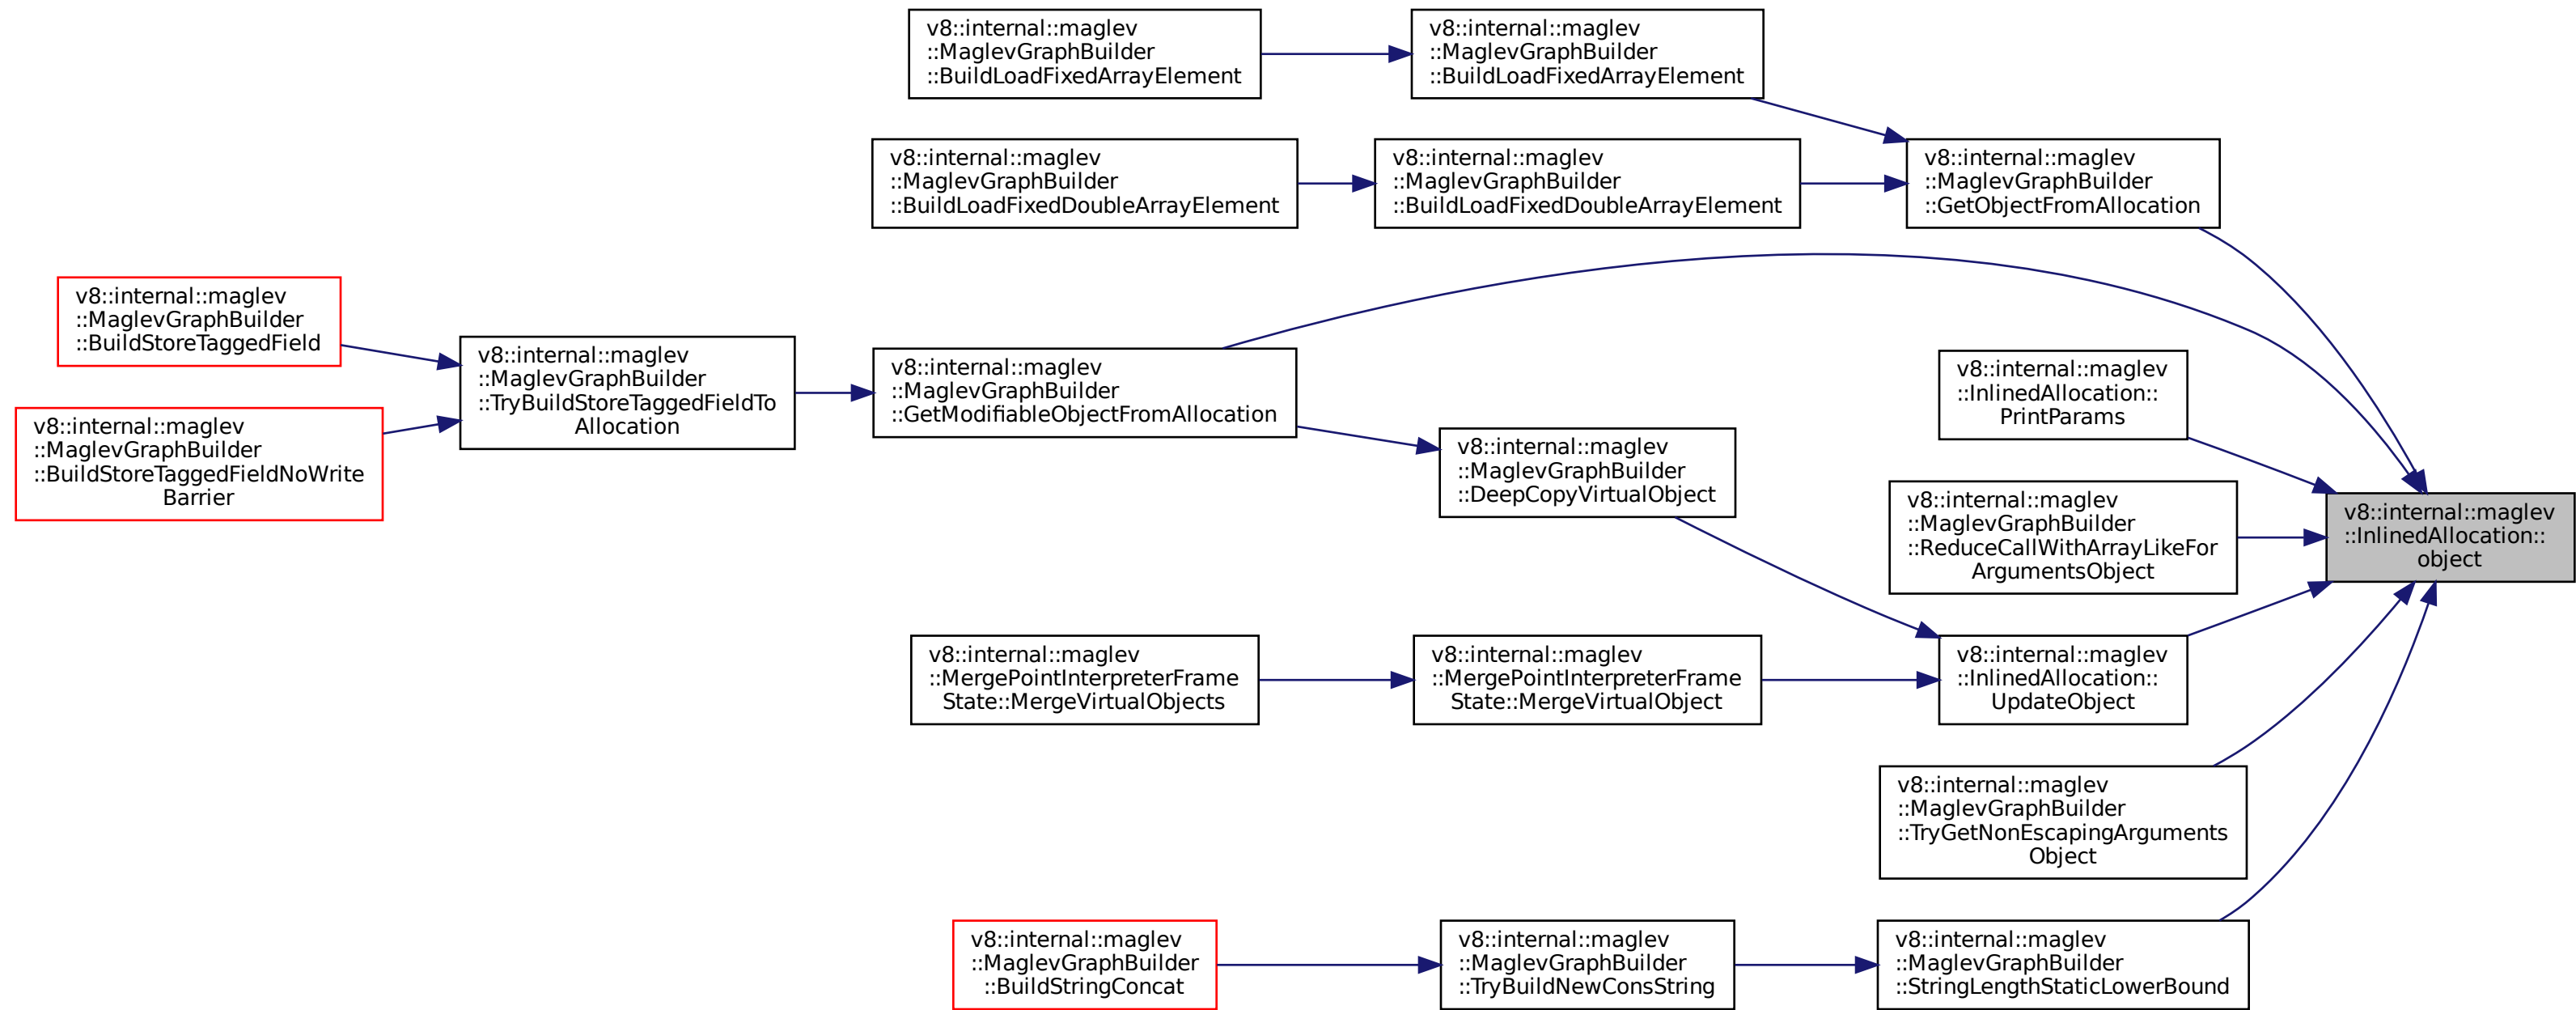 v8::internal::maglev
::MaglevGraphBuilder
::BuildLoadFixedArrayElement
v8::internal::maglev
::MaglevGraphBuilder
::BuildLoadFixedArrayElement
v8::internal::maglev
::MaglevGraphBuilder
::BuildLoadFixedDoubleArrayElement
v8::internal::maglev
::MaglevGraphBuilder
::BuildLoadFixedDoubleArrayElement
v8::internal::maglev
::MaglevGraphBuilder
::GetObjectFromAllocation
v8::internal::maglev
::MaglevGraphBuilder
::BuildStoreTaggedField
v8::internal::maglev
::MaglevGraphBuilder
::BuildStoreTaggedFieldNoWrite
Barrier
v8::internal::maglev
::MaglevGraphBuilder
::TryBuildStoreTaggedFieldTo
Allocation
v8::internal::maglev
::MaglevGraphBuilder
::GetModifiableObjectFromAllocation
v8::internal::maglev
::MaglevGraphBuilder
::DeepCopyVirtualObject
v8::internal::maglev
::InlinedAllocation::
PrintParams
v8::internal::maglev
::MaglevGraphBuilder
::ReduceCallWithArrayLikeFor
ArgumentsObject
v8::internal::maglev
::InlinedAllocation::
object
v8::internal::maglev
::MergePointInterpreterFrame
State::MergeVirtualObjects
v8::internal::maglev
::MergePointInterpreterFrame
State::MergeVirtualObject
v8::internal::maglev
::InlinedAllocation::
UpdateObject
v8::internal::maglev
::MaglevGraphBuilder
::TryGetNonEscapingArguments
Object
v8::internal::maglev
::MaglevGraphBuilder
::BuildStringConcat
v8::internal::maglev
::MaglevGraphBuilder
::TryBuildNewConsString
v8::internal::maglev
::MaglevGraphBuilder
::StringLengthStaticLowerBound